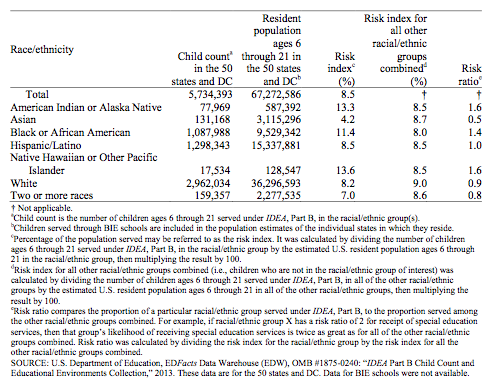 Race/ethnicity Child countᵃ in the 50 states and DC Resident population ages 6 through 21 in the 50 states and DCᵇ Risk indexᶜ (%) Risk index for all other racial/ethnic groups combinedᵈ (%) Risk ratioᵉ
Total 5,734,393 67,272,586 8.5 † †
American Indian or Alaska Native 77,969 587,392 13.3 8.5 1.6
Asian 131,168 3,115,296 4.2 8.7 0.5
Black or African American 1,087,988 9,529,342 11.4 8.0 1.4
Hispanic/Latino 1,298,343 15,337,881 8.5 8.5 1.0
Native Hawaiian or Other Pacific
Islander 17,534 128,547 13.6 8.5 1.6
White 2,962,034 36,296,593 8.2 9.0 0.9
Two or more races 159,357 2,277,535 7.0 8.6 0.8
† Not applicable.
ᵃChild count is the number of children ages 6 through 21 served under IDEA, Part B, in the racial/ethnic group(s).
ᵇChildren served through BIE schools are included in the population estimates of the individual states in which they reside.
ᶜPercentage of the population served may be referred to as the risk index. It was calculated by dividing the number of children
ages 6 through 21 served under IDEA, Part B, in the racial/ethnic group by the estimated U.S. resident population ages 6 through
21 in the racial/ethnic group, then multiplying the result by 100.
ᵈRisk index for all other racial/ethnic groups combined (i.e., children who are not in the racial/ethnic group of interest) was
calculated by dividing the number of children ages 6 through 21 served under IDEA, Part B, in all of the other racial/ethnic
groups by the estimated U.S. resident population ages 6 through 21 in all of the other racial/ethnic groups, then multiplying the
result by 100.
ᵉRisk ratio compares the proportion of a particular racial/ethnic group served under IDEA, Part B, to the proportion served among
the other racial/ethnic groups combined. For example, if racial/ethnic group X has a risk ratio of 2 for receipt of special education
services, then that group's likelihood of receiving special education services is twice as great as for all of the other racial/ethnic
groups combined. Risk ratio was calculated by dividing the risk index for the racial/ethnic group by the risk index for all the
other racial/ethnic groups combined.
SOURCE: U.S. Department of Education, EDFacts Data Warehouse (EDW), OMB #1875-0240: “IDEA Part B Child Count and
Educational Environments Collection,” 2013. These data are for the 50 states and DC. Data for BIE schools were not available.